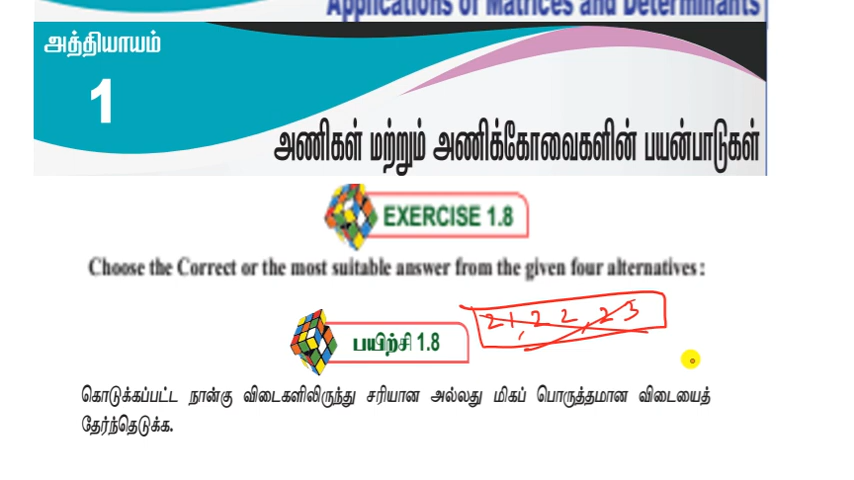 Applications of Matrices and Determinants
அத்தியாயம்
1
அணிகள் மற்றும் அணிக்கோவைகளின் பயன்பாடுகள்
EXERCISE 1.8
Choose the Correct or the most suitable answer from the given four alternatives :
21, 22, 23
பயிற்சி 1.8
கொடுக்கப்பட்ட நான்கு விடைகளிலிருந்து சரியான அல்லது மிகப் பொருத்தமான விடையைத்
தேர்ந்தெடுக்க.